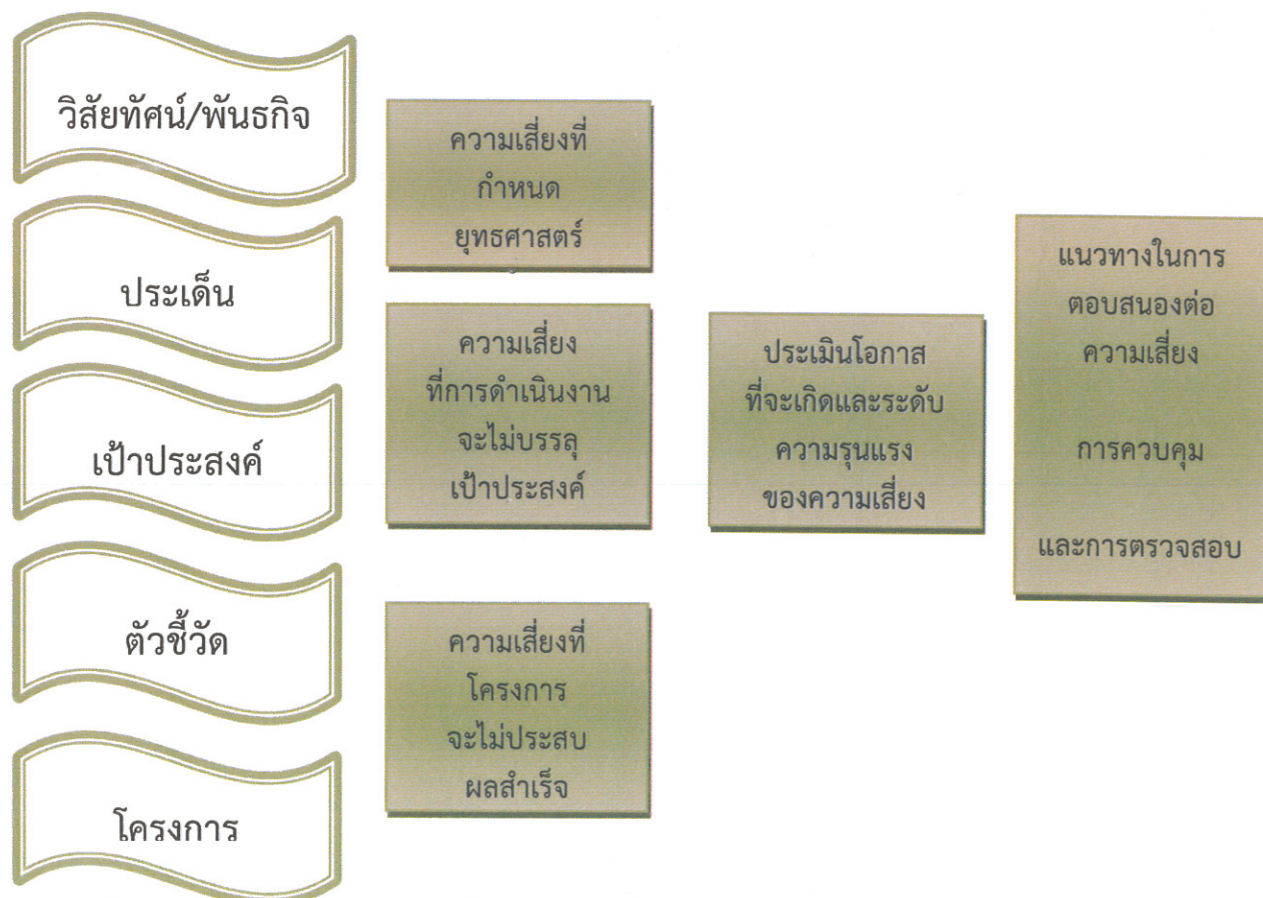 วิสัยทัศน์/พันธกิจ
ประเด็น
เป้าประสงค์
ตัวชี้วัด
โครงการ
ความเสี่ยงที่
กำหนด
ยุทธศาสตร์
ความเสี่ยง
ที่การดำเนินงาน
จะไม่บรรลุ
เป้าประสงค์
ความเสี่ยงที่
โครงการ
จะไม่ประสบ
ผลสำเร็จ
ประเมินโอกาส
ที่จะเกิดและระดับ
ความรุนแรง
ของความเสี่ยง
แนวทางในการ
ตอบสนองต่อ
ความเสี่ยง
การควบคุม
และการตรวจสอบ